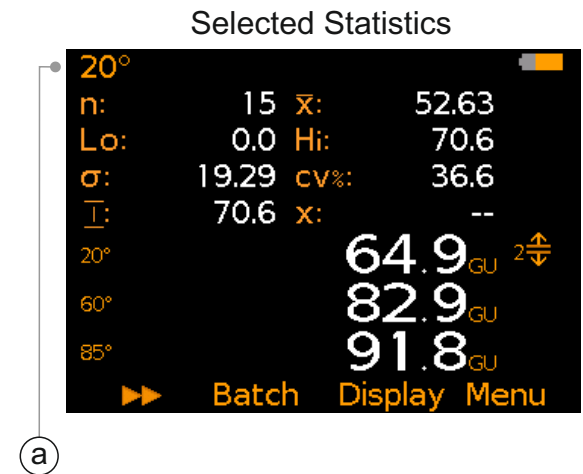 Selected Statistics
20°
n: 15 x̅: 52.63
Lo: 0.0 Hi: 70.6
σ: 19.29 cv%: 36.6
I̅: 70.6 x: --
20° 64.9GU 2
60° 82.9GU
85° 91.8GU
Batch Display Menu
a